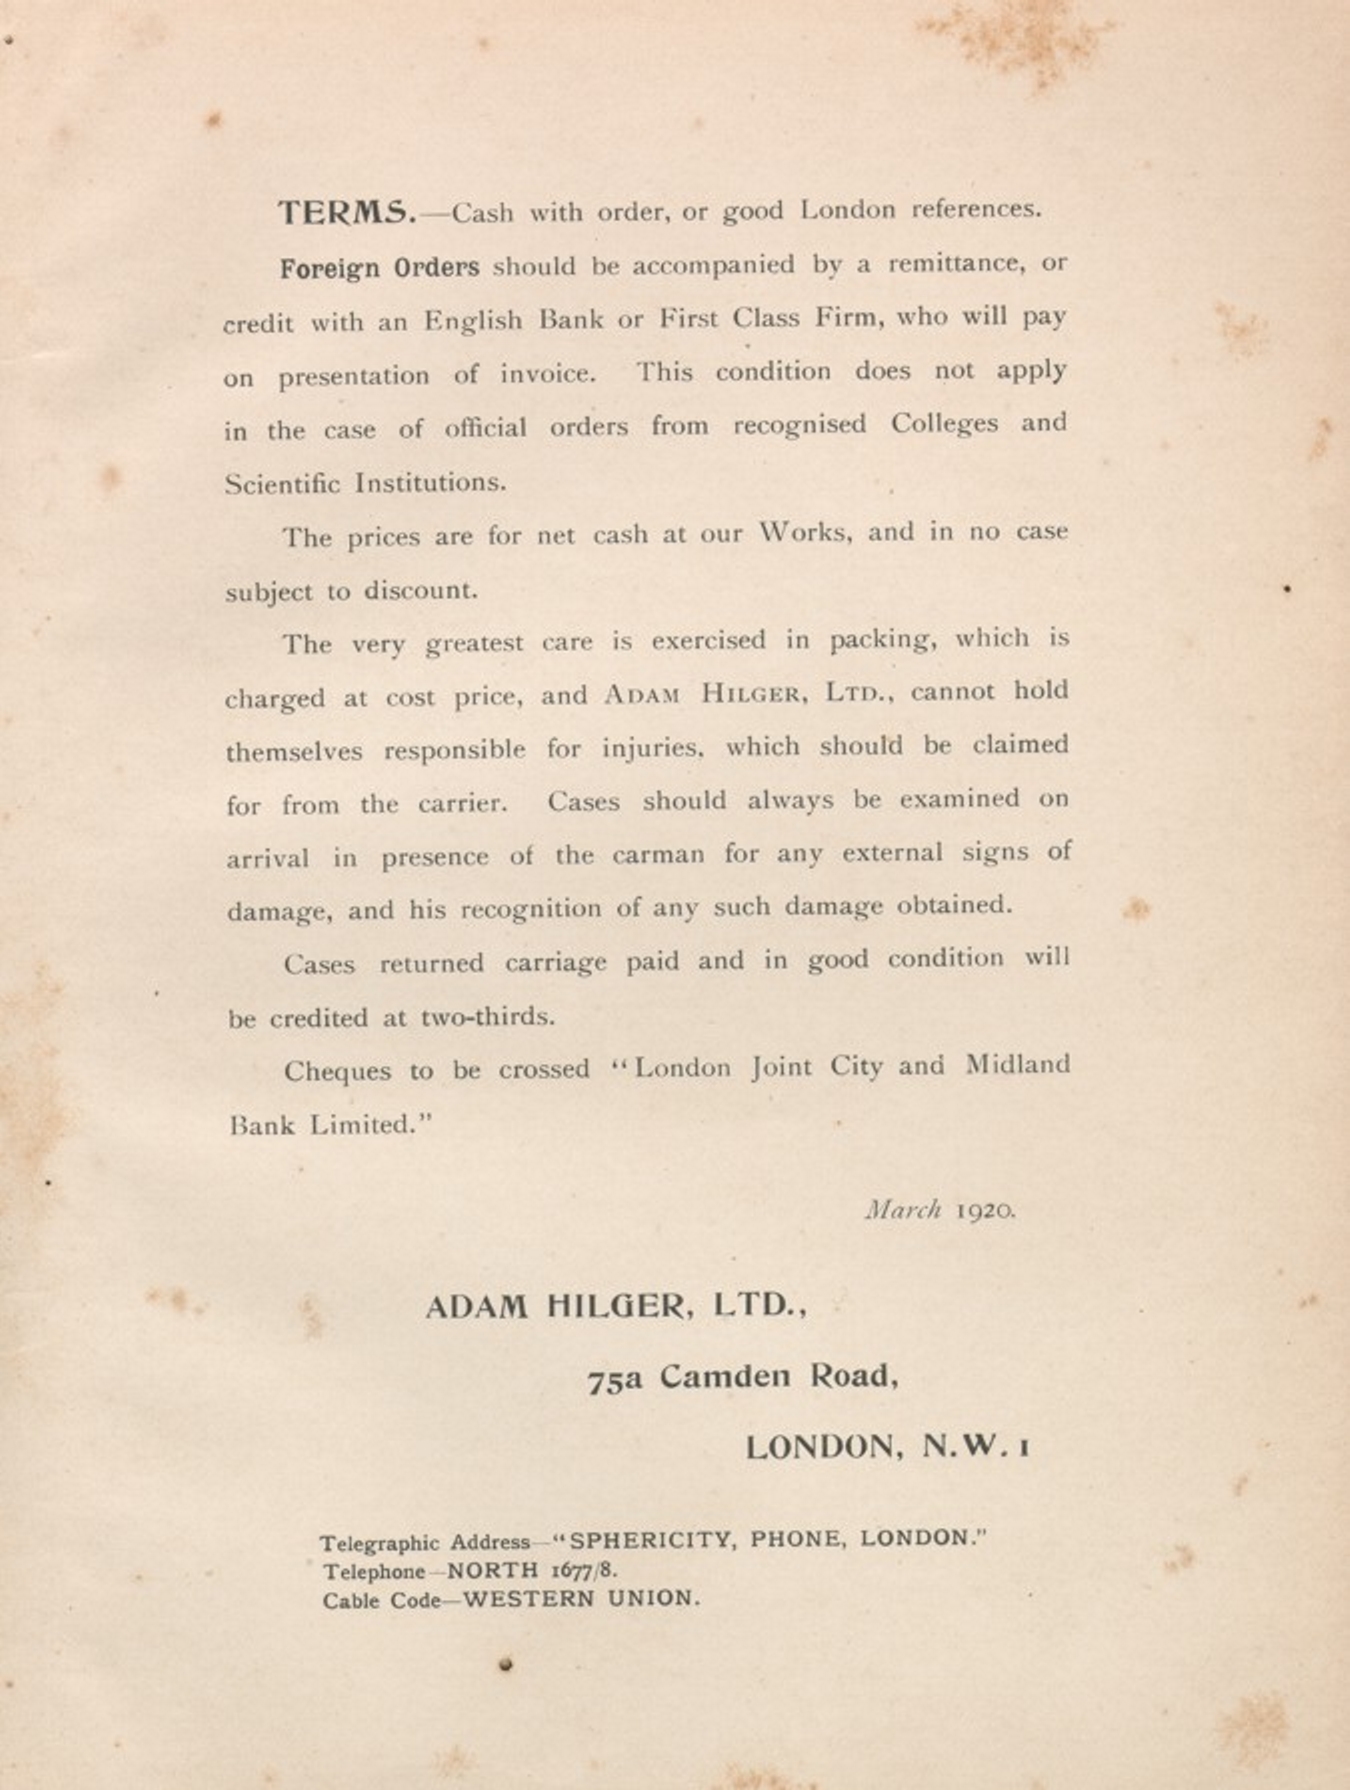 TERMS.—Cash with order, or good London references.
Foreign Orders should be accompanied by a remittance, or
credit with an English Bank or First Class Firm, who will pay
on presentation of invoice. This condition does not apply
in the case of official orders from recognised Colleges and
Scientific Institutions.
The prices are for net cash at our Works, and in no case
subject to discount.
The very greatest care is exercised in packing, which is
charged at cost price, and ADAM HILGER, LTD., cannot hold
themselves responsible for injuries, which should be claimed
for from the carrier. Cases should always be examined on
arrival in presence of the carman for any external signs of
damage, and his recognition of any such damage obtained.
Cases returned carriage paid and in good condition will
be credited at two-thirds.
Cheques to be crossed “London Joint City and Midland
Bank Limited.”
March 1920.
ADAM HILGER, LTD.,
75a Camden Road,
LONDON, N.W. 1
Telegraphic Address—“SPHERICITY, PHONE, LONDON.”
Telephone—NORTH 1677/8.
Cable Code—WESTERN UNION.